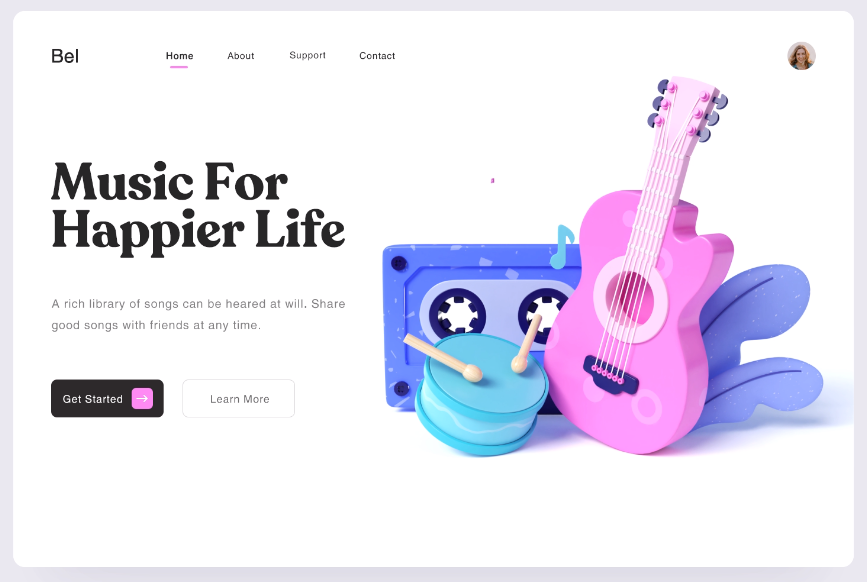 Bel
Home About Support Contact
Music For
Happier Life
A rich library of songs can be heared at will. Share
good songs with friends at any time.
Get Started
Learn More